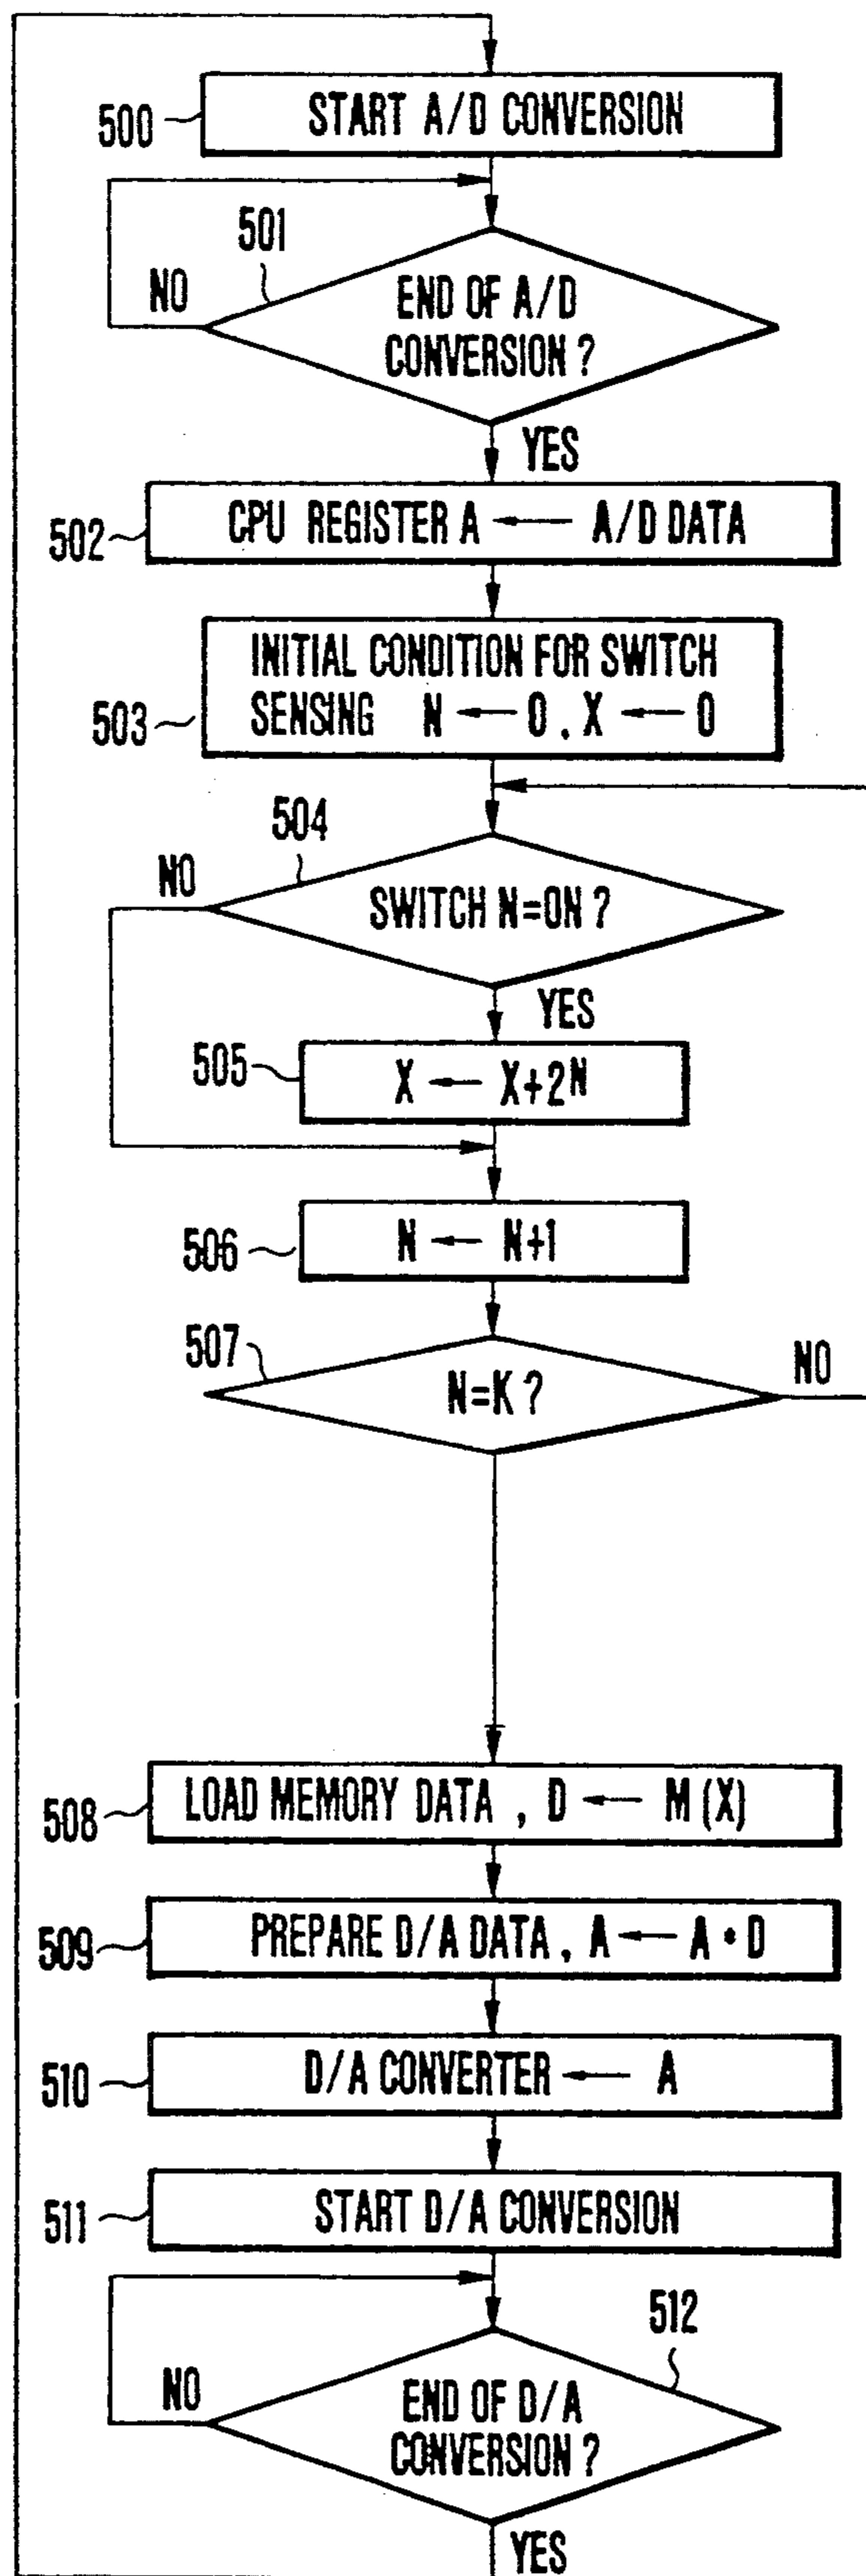 500
START A/D CONVERSION
501
NO
END OF A/D
CONVERSION ?
YES
502
CPU REGISTER A ← A/D DATA
503
INITIAL CONDITION FOR SWITCH
SENSING N ← 0 , X ← 0
504
NO
SWITCH N=ON ?
YES
505
X ← X+2^N
506
N ← N+1
507
N=K ?
NO
508
LOAD MEMORY DATA , D ← M (X)
509
PREPARE D/A DATA , A ← A • D
510
D/A CONVERTER ← A
511
START D/A CONVERSION
512
NO
END OF D/A
CONVERSION ?
YES